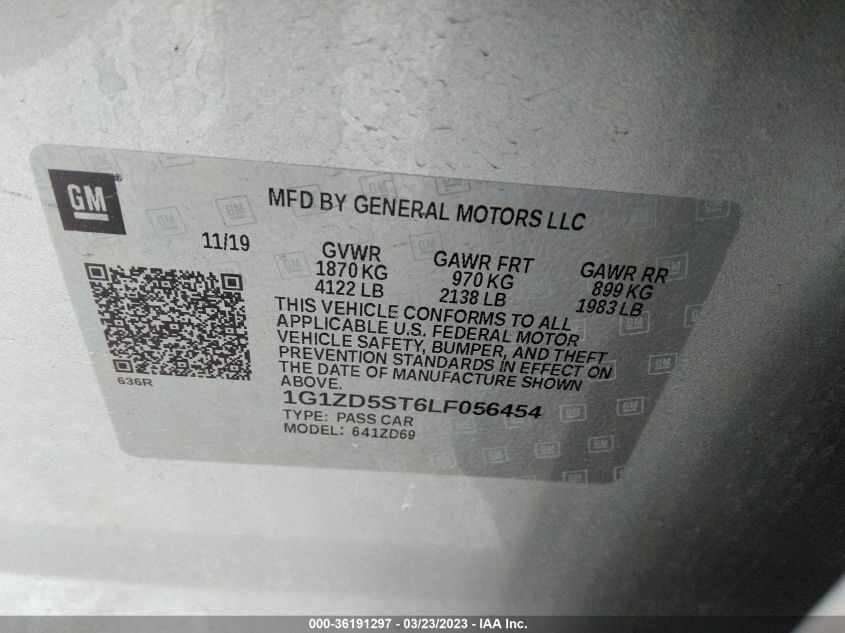 GM ®
MFD BY GENERAL MOTORS LLC
11/19
GVWR GAWR FRT GAWR RR
1870 KG 970 KG 899 KG
4122 LB 2138 LB 1983 LB
THIS VEHICLE CONFORMS TO ALL
APPLICABLE U.S. FEDERAL MOTOR
VEHICLE SAFETY, BUMPER, AND THEFT
PREVENTION STANDARDS IN EFFECT ON
THE DATE OF MANUFACTURE SHOWN
ABOVE.
636R
1G1ZD5ST6LF056454
TYPE: PASS CAR
MODEL: 641ZD69
000-36191297 - 03/23/2023 - IAA Inc.